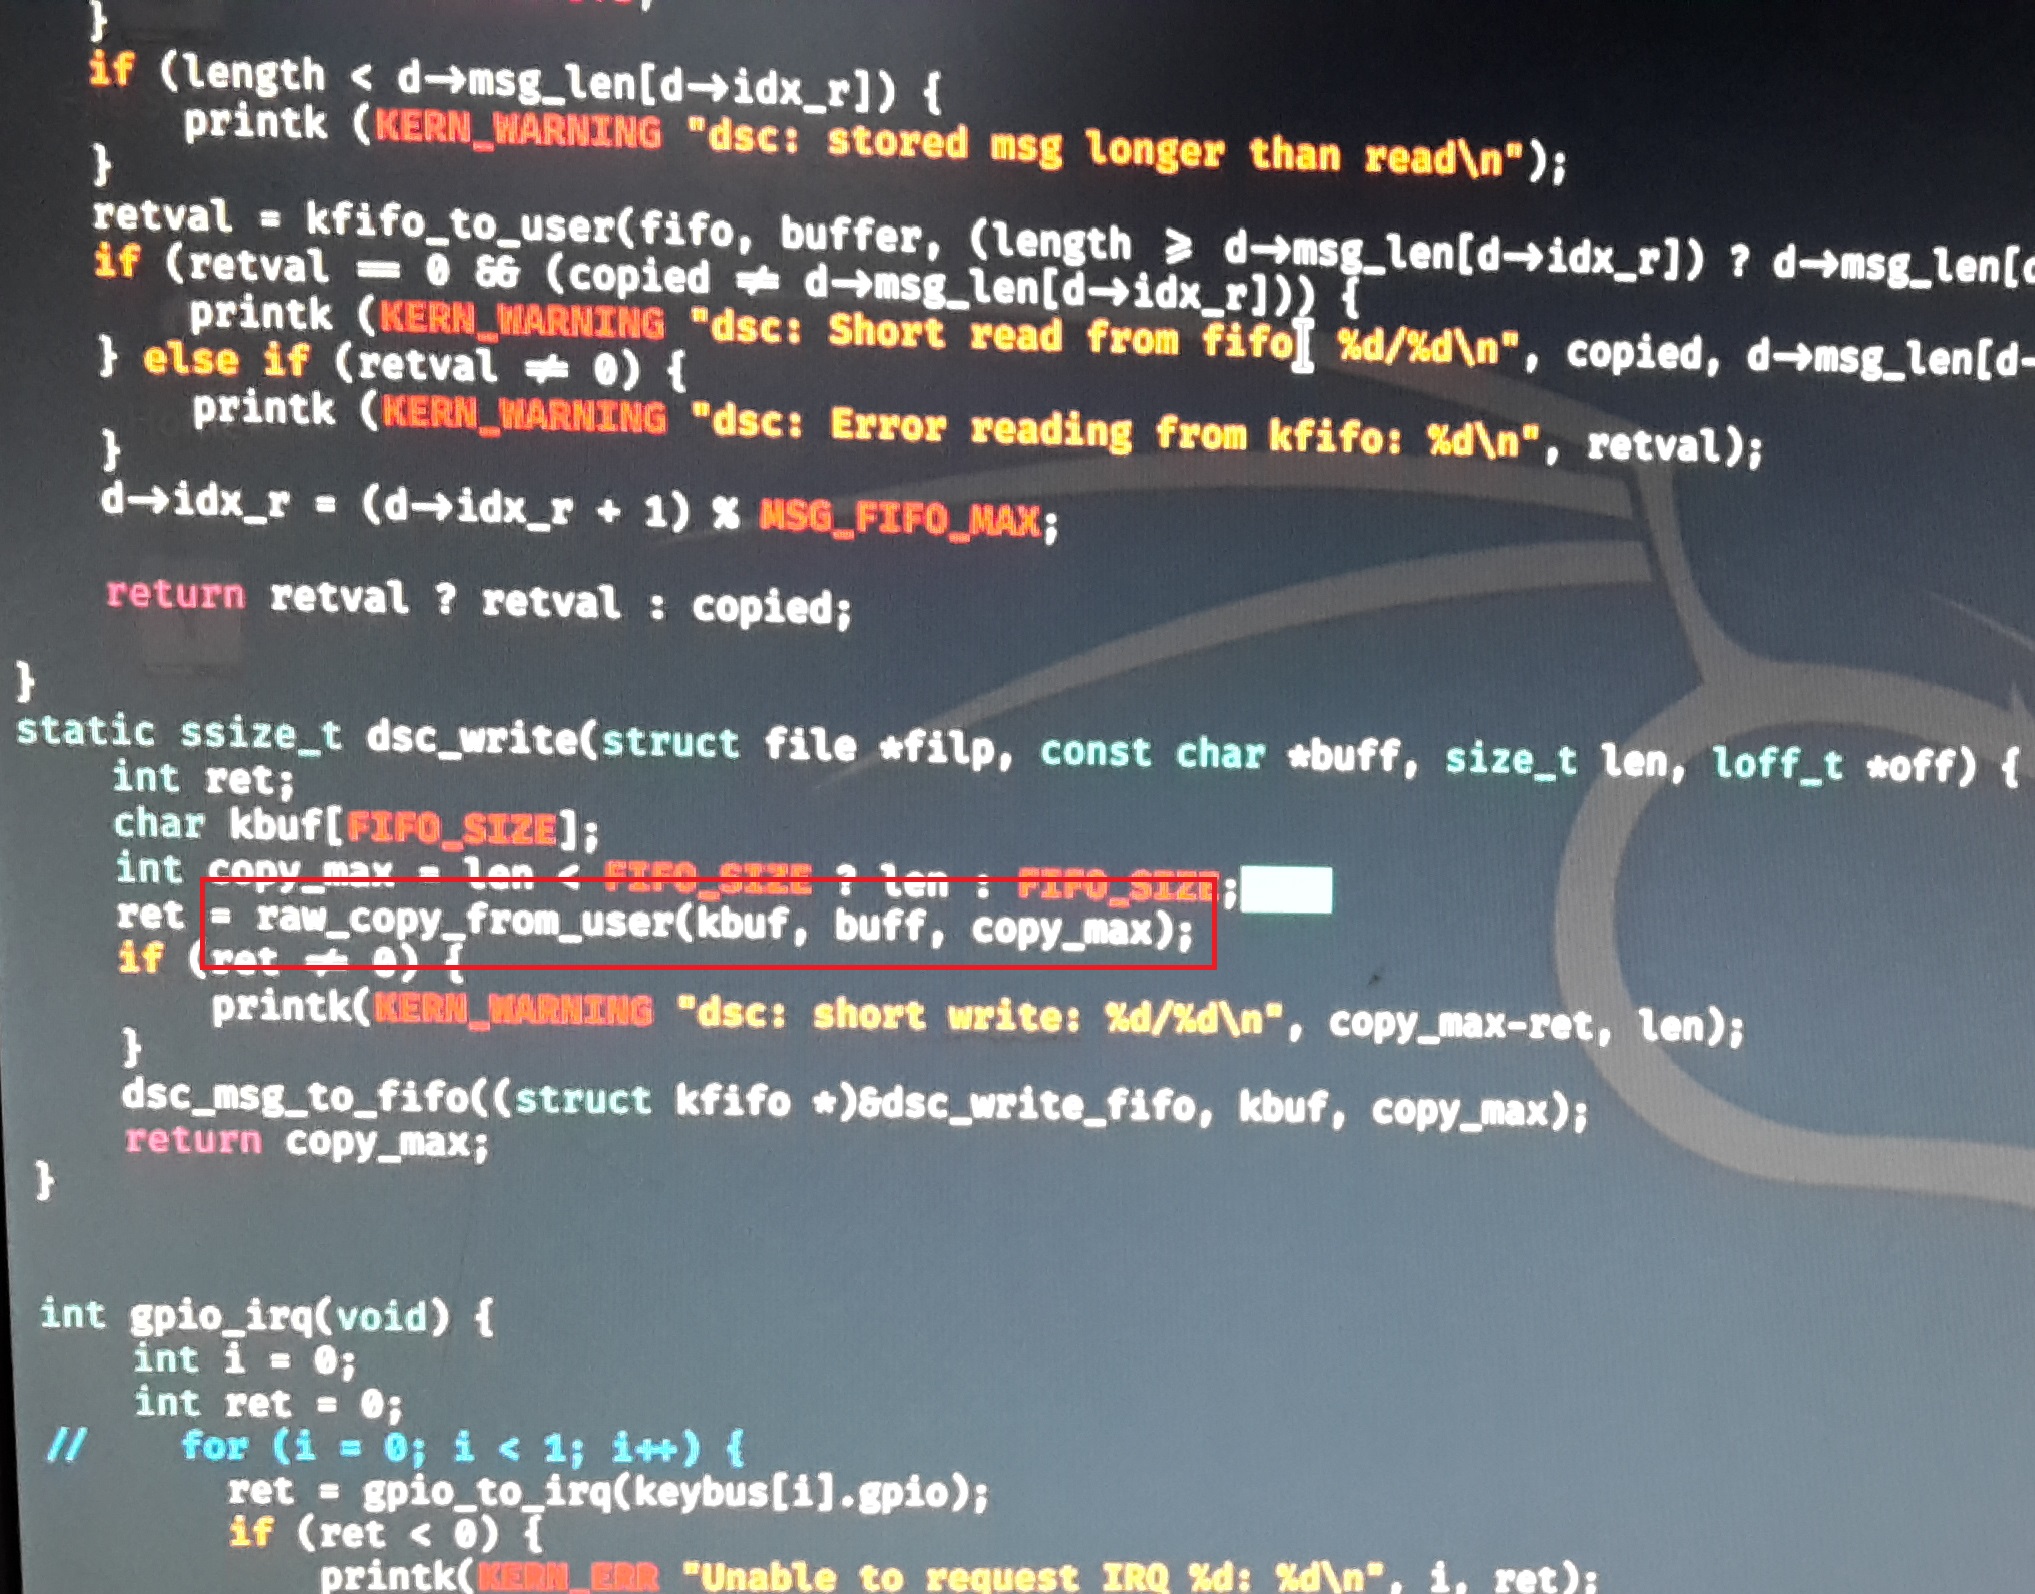 }
if (length < d→msg_len[d→idx_r]) {
printk (KERN_WARNING "dsc: stored msg longer than read\n");
}
retval = kfifo_to_user(fifo, buffer, (length ⩾ d→msg_len[d→idx_r]) ? d→msg_len[d
if (retval == 0 && (copied ≠ d→msg_len[d→idx_r])) {
printk (KERN_WARNING "dsc: Short read from fifo: %d/%d\n", copied, d→msg_len[d-
} else if (retval ≠ 0) {
printk (KERN_WARNING "dsc: Error reading from kfifo: %d\n", retval);
}
d→idx_r = (d→idx_r + 1) % MSG_FIFO_MAX;
return retval ? retval : copied;
}
static ssize_t dsc_write(struct file *filp, const char *buff, size_t len, loff_t *off) {
int ret;
char kbuf[FIFO_SIZE];
int copy_max = len < FIFO_SIZE ? len : FIFO_SIZE;
ret = raw_copy_from_user(kbuf, buff, copy_max);
if (ret ≠ 0) {
printk(KERN_WARNING "dsc: short write: %d/%d\n", copy_max-ret, len);
}
dsc_msg_to_fifo((struct kfifo *)&dsc_write_fifo, kbuf, copy_max);
return copy_max;
}
int gpio_irq(void) {
int i = 0;
int ret = 0;
// for (i = 0; i < 1; i++) {
ret = gpio_to_irq(keybus[i].gpio);
if (ret < 0) {
printk(KERN_ERR "Unable to request IRQ %d: %d\n", i, ret);